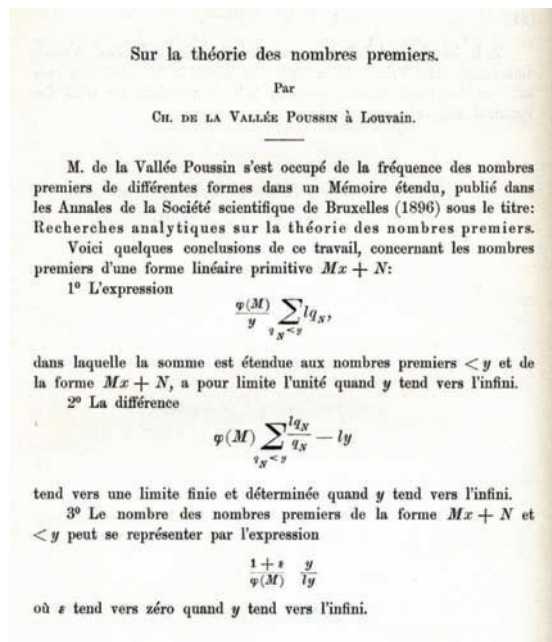 Sur la théorie des nombres premiers.
Par
CH. DE LA VALLÉE POUSSIN à Louvain.
M. de la Vallée Poussin s'est occupé de la fréquence des nombres
premiers de différentes formes dans un Mémoire étendu, publié dans
les Annales de la Société scientifique de Bruxelles (1896) sous le titre:
Recherches analytiques sur la théorie des nombres premiers.
Voici quelques conclusions de ce travail, concernant les nombres
premiers d'une forme linéaire primitive Mx + N:
1º L'expression
φ(M)/y ∑_{q_N<y} lq_N,
dans laquelle la somme est étendue aux nombres premiers < y et de
la forme Mx + N, a pour limite l'unité quand y tend vers l'infini.
2º La différence
φ(M) ∑_{q_N<y} lq_N/q_N — ly
tend vers une limite finie et déterminée quand y tend vers l'infini.
3º Le nombre des nombres premiers de la forme Mx + N et
< y peut se représenter par l'expression
(1 + ε)/φ(M) y/ly
où ε tend vers zéro quand y tend vers l'infini.